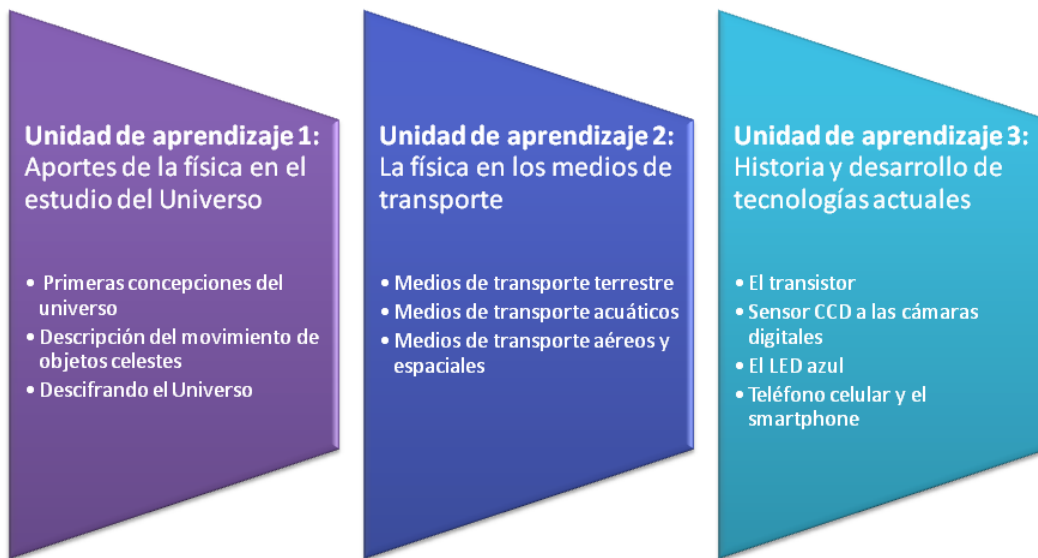 Unidad de aprendizaje 1:
Aportes de la física en el
estudio del Universo
• Primeras concepciones del
universo
• Descripción del movimiento de
objetos celestes
• Descifrando el Universo
Unidad de aprendizaje 2:
La física en los medios de
transporte
• Medios de transporte terrestre
• Medios de transporte acuáticos
• Medios de transporte aéreos y
espaciales
Unidad de aprendizaje 3:
Historia y desarrollo de
tecnologías actuales
• El transistor
• Sensor CCD a las cámaras
digitales
• El LED azul
• Teléfono celular y el
smartphone